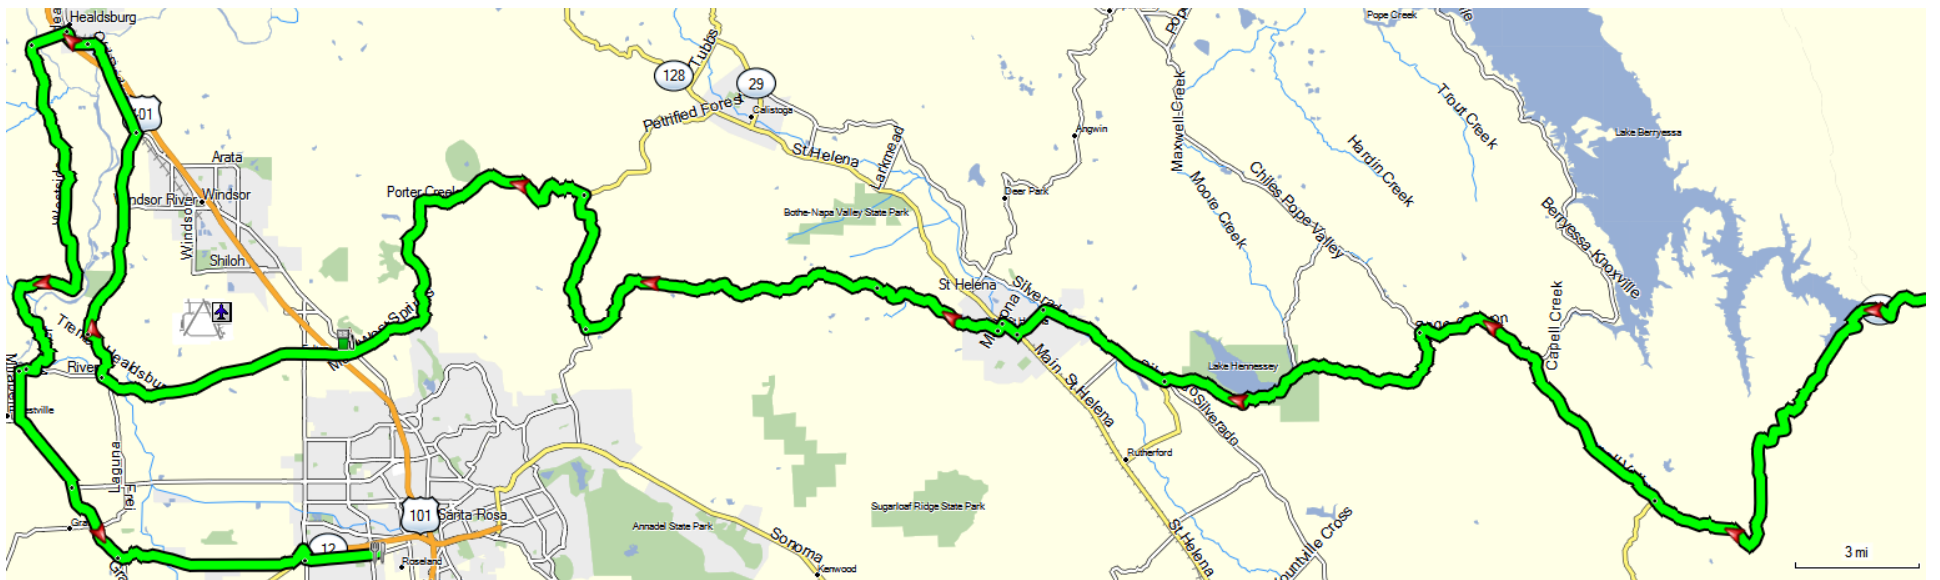 Healdsburg
Pope Creek
Tubbs
128
29
Maxwell Creek
101
Petrified Forest
Calistoga
Trout Creek
Lake Berryessa
Angwin
Larkmead
Hardin Creek
Arata
St Helena
Chiles Pope Valley
Porter Creek
Deer Park
Moore Creek
Windsor River
Windsor
Windsor
Bothe-Napa Valley State Park
Berryessa Knoxville
Shiloh
St Helena
Silverado
Capell Creek
Healdsburg
River
Main
St Helena
Lake Hennessey
Silverado
Laguna
Frei
Rutherford
101
Santa Rosa
Sugarloaf Ridge State Park
Annadel State Park
12
Roseland
Sonoma
Kenwood
St Helena
Yountville Cross
3 mi